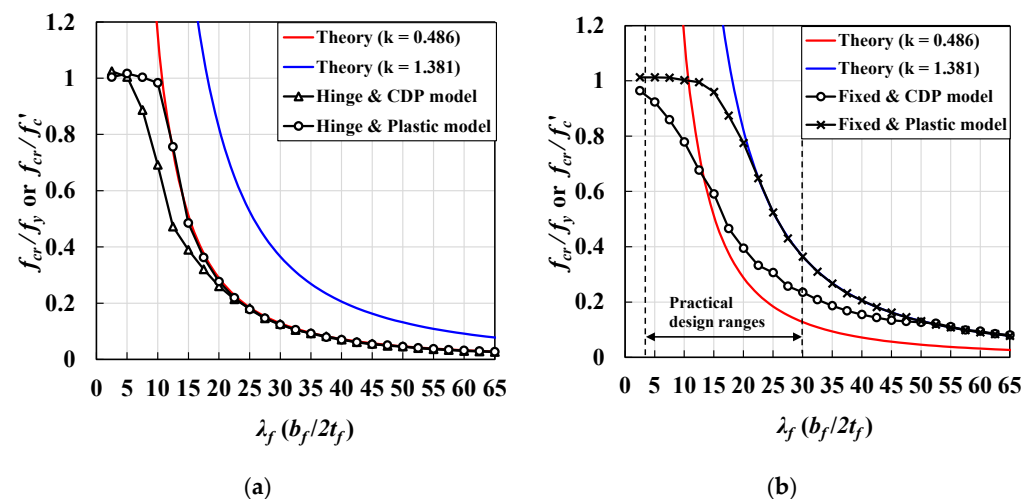 1.2
1
0.8
0.6
0.4
0.2
0
f_cr/f_y or f_cr/f_c'
Theory (k = 0.486)
Theory (k = 1.381)
Hinge & CDP model
Hinge & Plastic model
0 5 10 15 20 25 30 35 40 45 50 55 60 65
λ_f (b_f/2t_f)
(a)
1.2
1
0.8
0.6
0.4
0.2
0
f_cr/f_y or f_cr/f_c'
Theory (k = 0.486)
Theory (k = 1.381)
Fixed & CDP model
Fixed & Plastic model
Practical
design ranges
0 5 10 15 20 25 30 35 40 45 50 55 60 65
λ_f (b_f/2t_f)
(b)